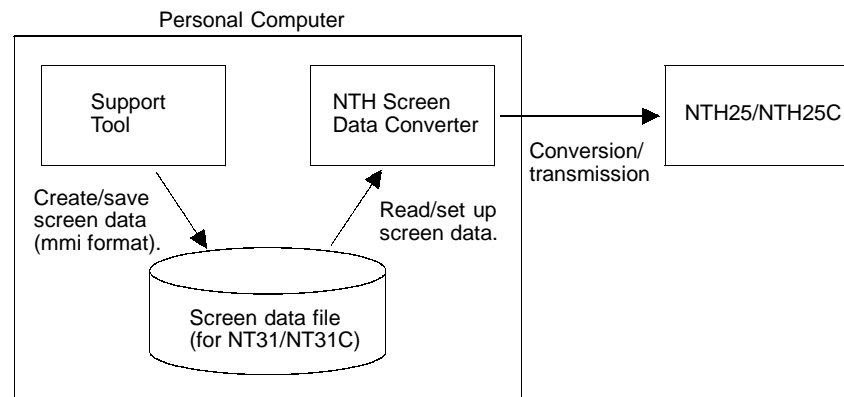 Personal Computer
Support
Tool
NTH Screen
Data Converter
NTH25/NTH25C
Conversion/
transmission
Create/save
screen data
(mmi format).
Read/set up
screen data.
Screen data file
(for NT31/NT31C)